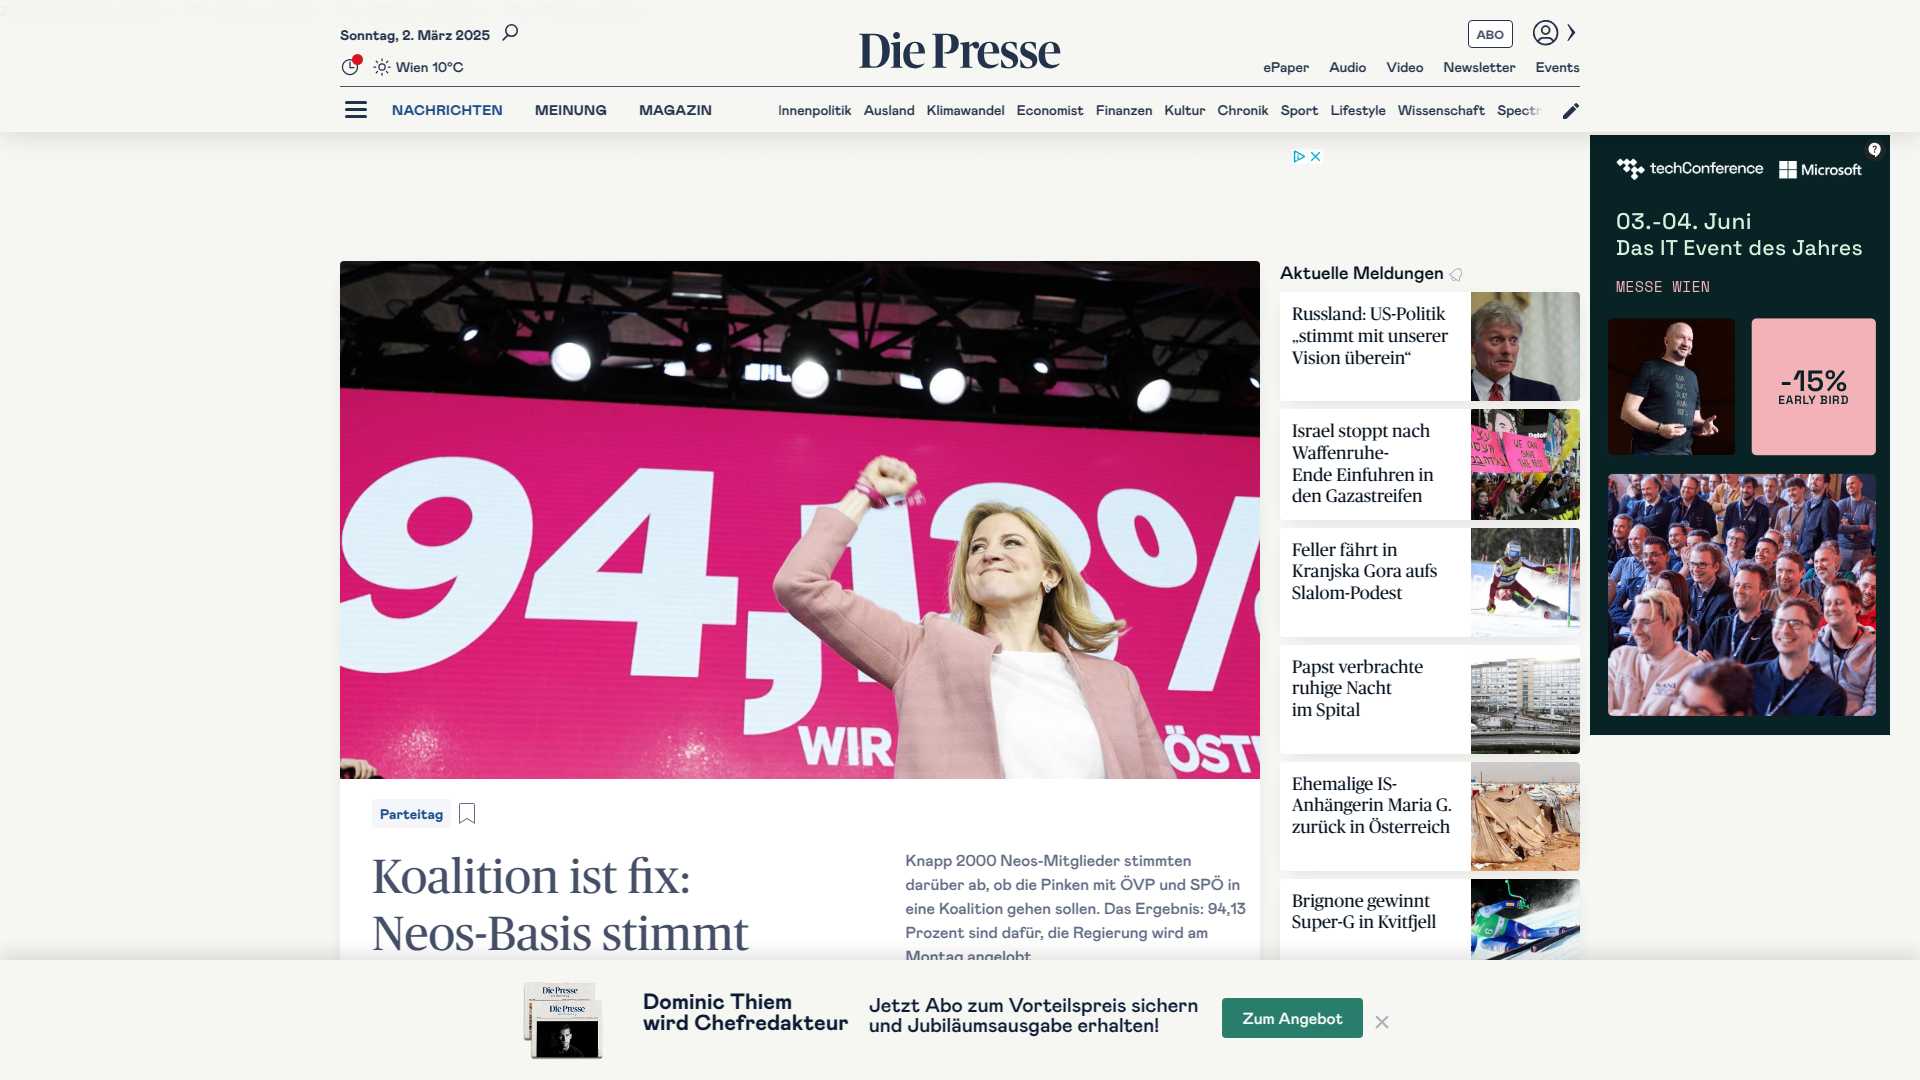 Sonntag, 2. März 2025
Wien 10°C
Die Presse
ABO
ePaper Audio Video Newsletter Events
NACHRICHTEN MEINUNG MAGAZIN
Innenpolitik Ausland Klimawandel Economist Finanzen Kultur Chronik Sport Lifestyle Wissenschaft Spectr
94,13%
WIR
ÖST
Parteitag
Koalition ist fix:
Neos-Basis stimmt
Knapp 2000 Neos-Mitglieder stimmten
darüber ab, ob die Pinken mit ÖVP und SPÖ in
eine Koalition gehen sollen. Das Ergebnis: 94,13
Prozent sind dafür, die Regierung wird am
Montag angelobt.
Aktuelle Meldungen
Russland: US-Politik
„stimmt mit unserer
Vision überein“
Israel stoppt nach
Waffenruhe-
Ende Einfuhren in
den Gazastreifen
Feller fährt in
Kranjska Gora aufs
Slalom-Podest
Papst verbrachte
ruhige Nacht
im Spital
Ehemalige IS-
Anhängerin Maria G.
zurück in Österreich
Brignone gewinnt
Super-G in Kvitfjell
techConference Microsoft
03.-04. Juni
Das IT Event des Jahres
MESSE WIEN
-15%
EARLY BIRD
Die Presse
Die Presse
Dominic Thiem
wird Chefredakteur
Jetzt Abo zum Vorteilspreis sichern
und Jubiläumsausgabe erhalten!
Zum Angebot